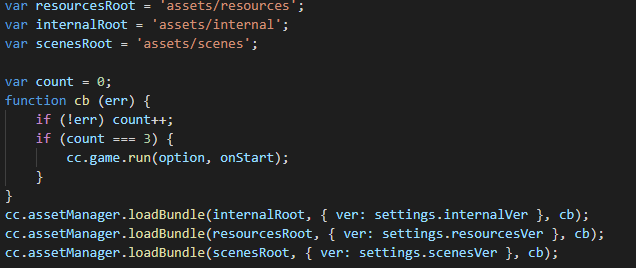 var resourcesRoot = 'assets/resources';
var internalRoot = 'assets/internal';
var scenesRoot = 'assets/scenes';

var count = 0;
function cb (err) {
    if (!err) count++;
    if (count === 3) {
        cc.game.run(option, onStart);
    }
}
cc.assetManager.loadBundle(internalRoot, { ver: settings.internalVer }, cb);
cc.assetManager.loadBundle(resourcesRoot, { ver: settings.resourcesVer }, cb);
cc.assetManager.loadBundle(scenesRoot, { ver: settings.scenesVer }, cb);